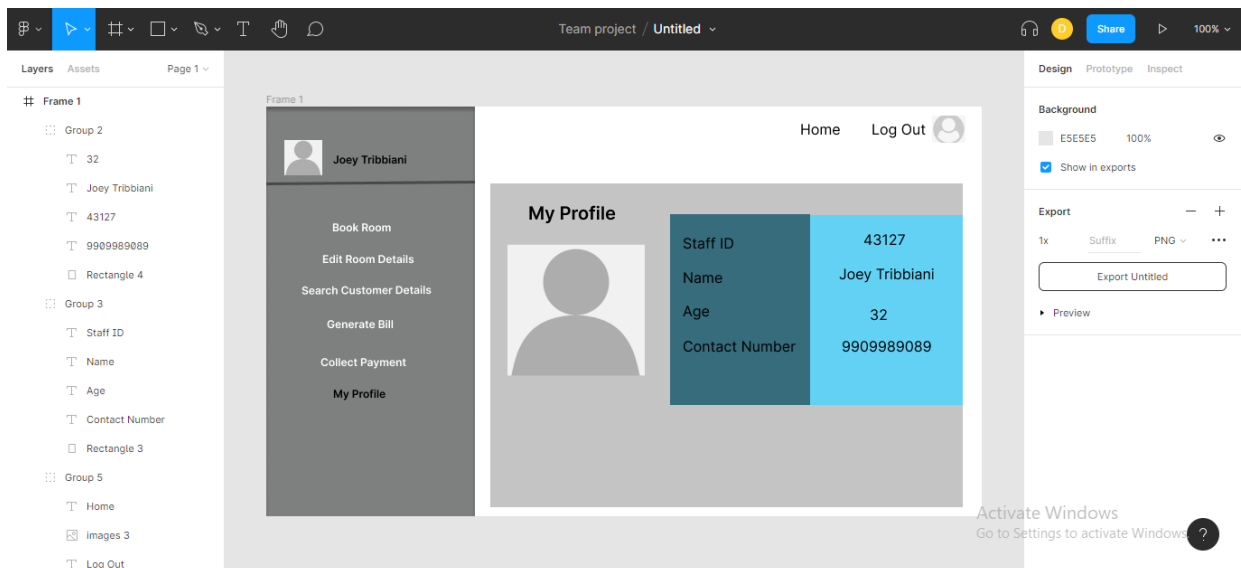 Team project / Untitled
D
Share
100%
Layers Assets Page 1
Frame 1
Group 2
32
Joey Tribbiani
43127
9909989089
Rectangle 4
Group 3
Staff ID
Name
Age
Contact Number
Rectangle 3
Group 5
Home
images 3
Log Out
Frame 1
Joey Tribbiani
Book Room
Edit Room Details
Search Customer Details
Generate Bill
Collect Payment
My Profile
Home Log Out
My Profile
Staff ID 43127
Name Joey Tribbiani
Age 32
Contact Number 9909989089
Design Prototype Inspect
Background
E5E5E5 100%
Show in exports
Export
1x Suffix PNG
Export Untitled
Preview
Activate Windows
Go to Settings to activate Windows.
?